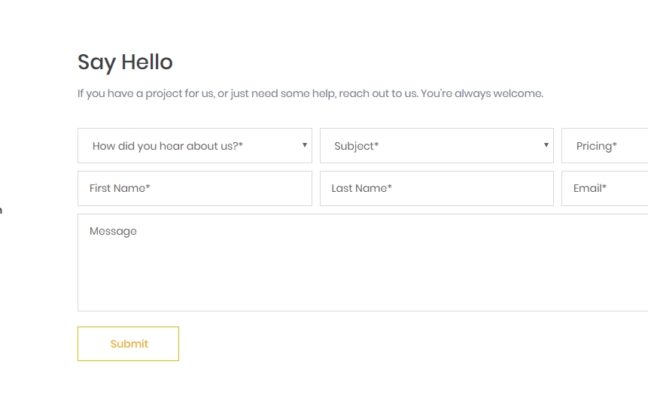 Say Hello
If you have a project for us, or just need some help, reach out to us. You're always welcome.
How did you hear about us?* Subject* Pricing*
First Name* Last Name* Email*
Message
Submit